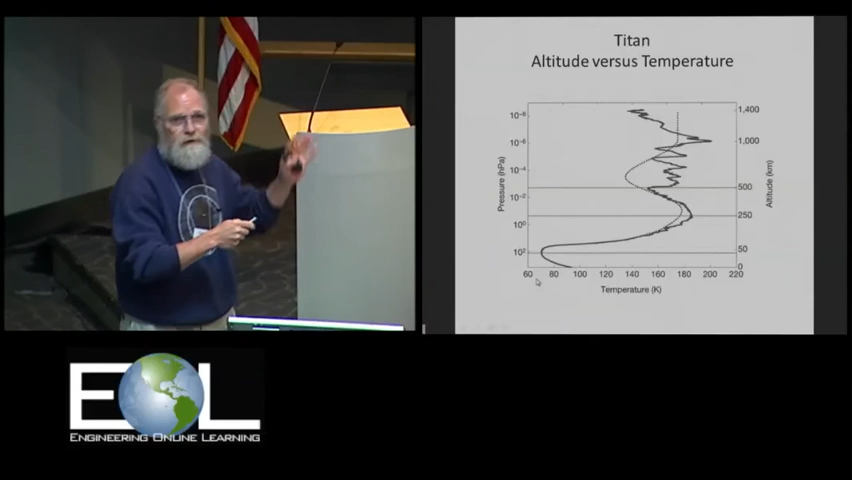 Titan
Altitude versus Temperature
10⁻⁸
10⁻⁶
10⁻⁴
10⁻²
10⁰
10²
Pressure (hPa)
1,400
1,000
500
250
50
0
Altitude (km)
60 80 100 120 140 160 180 200 220
Temperature (K)
EOL
ENGINEERING ONLINE LEARNING